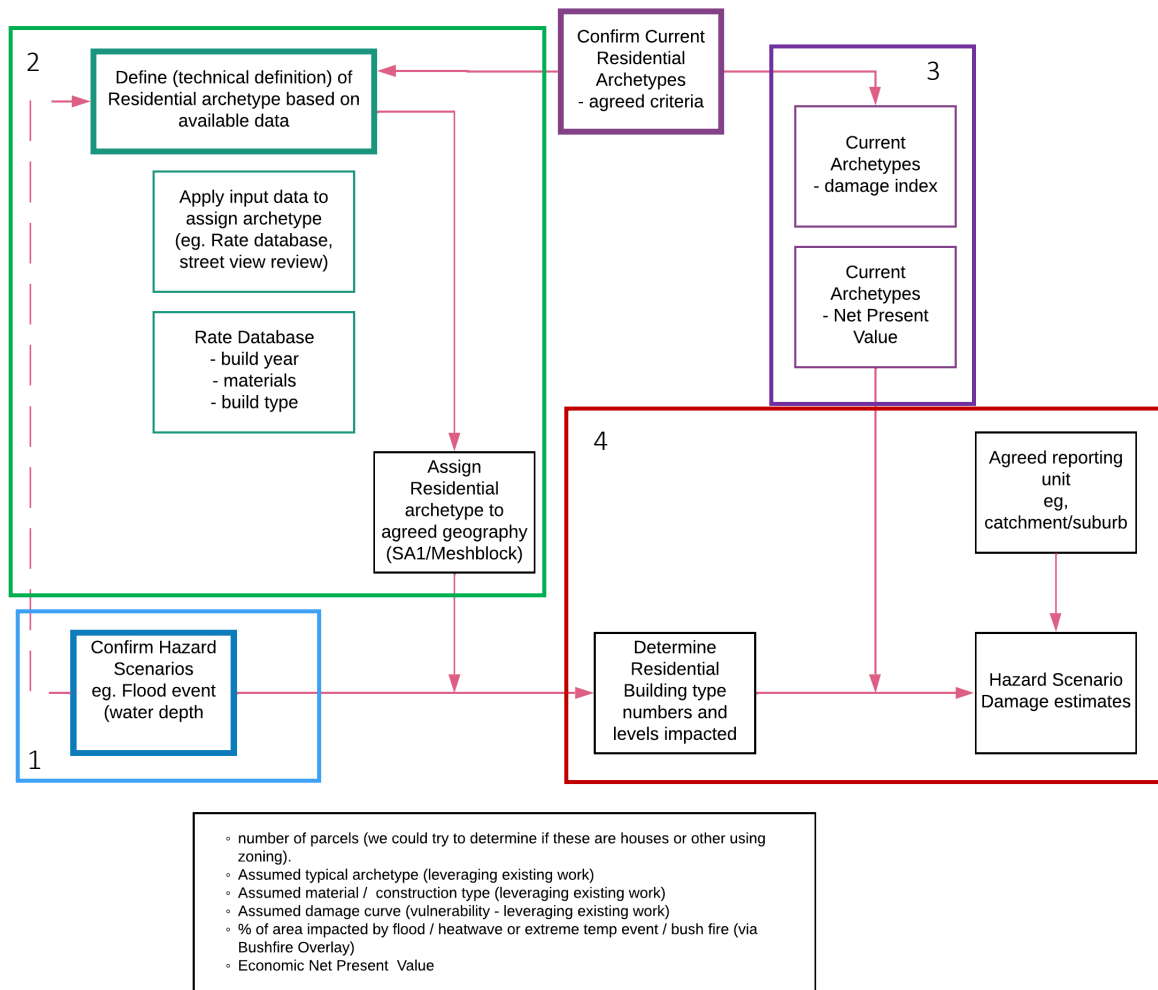 2
Define (technical definition) of
Residential archetype based on
available data
Apply input data to
assign archetype
(eg. Rate database,
street view review)
Rate Database
- build year
- materials
- build type
Assign
Residential
archetype to
agreed geography
(SA1/Meshblock)
Confirm Current
Residential
Archetypes
- agreed criteria
3
Current
Archetypes
- damage index
Current
Archetypes
- Net Present
Value
Confirm Hazard
Scenarios
eg. Flood event
(water depth
1
4
Agreed reporting
unit
eg,
catchment/suburb
Determine
Residential
Building type
numbers and
levels impacted
Hazard Scenario
Damage estimates
◦ number of parcels (we could try to determine if these are houses or other using
zoning).
◦ Assumed typical archetype (leveraging existing work)
◦ Assumed material / construction type (leveraging existing work)
◦ Assumed damage curve (vulnerability - leveraging existing work)
◦ % of area impacted by flood / heatwave or extreme temp event / bush fire (via
Bushfire Overlay)
◦ Economic Net Present Value